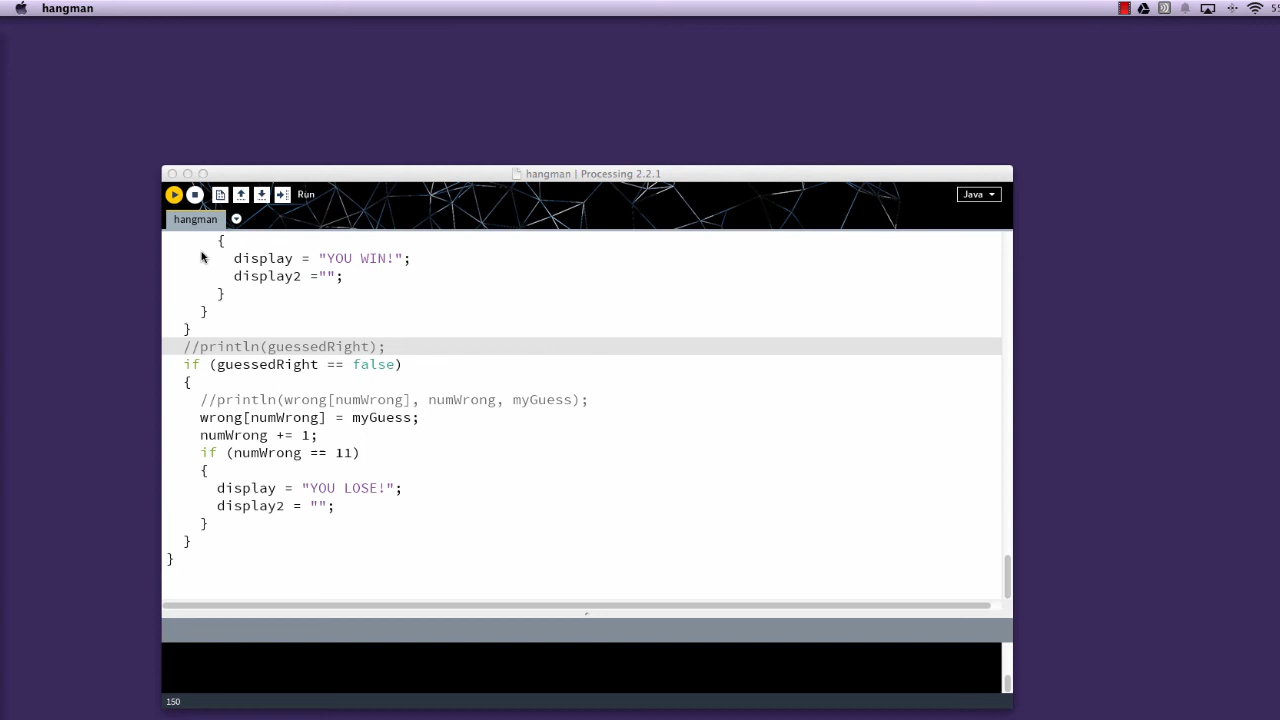 hangman
55
hangman | Processing 2.2.1
Run
Java
hangman
{
display = "YOU WIN!";
display2 ="";
}
}
}
//println(guessedRight);
if (guessedRight == false)
{
//println(wrong[numWrong], numWrong, myGuess);
wrong[numWrong] = myGuess;
numWrong += 1;
if (numWrong == 11)
{
display = "YOU LOSE!";
display2 = "";
}
}
}
150